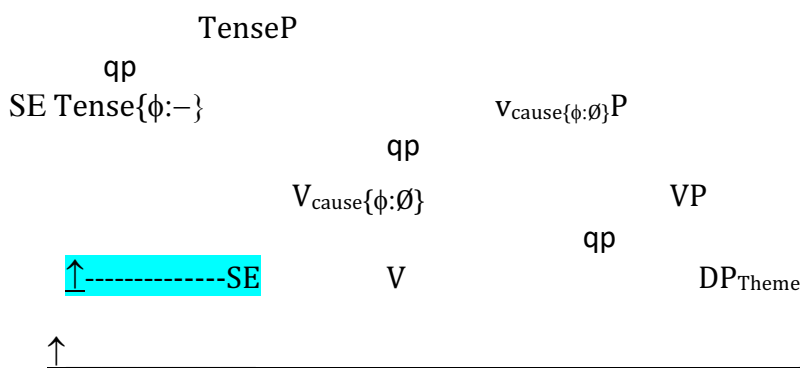 TenseP
qp
SE Tense{ϕ:−} vcause{ϕ:Ø}P
qp
Vcause{ϕ:Ø} VP
qp
↑--------------SE V DPTheme
↑